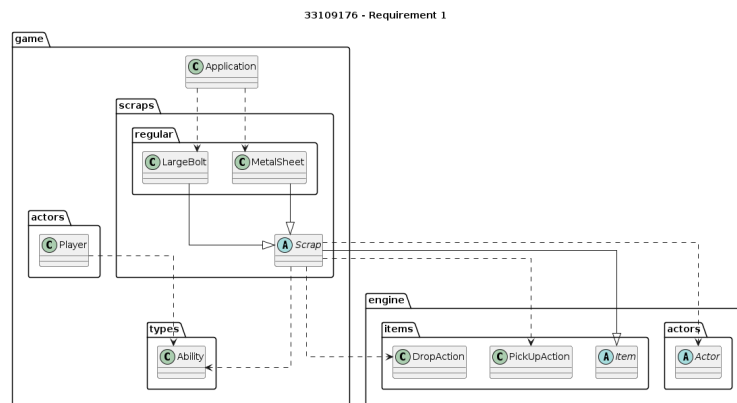 33109176 - Requirement 1
game
C Application
scraps
regular
C LargeBolt
C MetalSheet
actors
C Player
A Scrap
engine
types
C Ability
items
C DropAction
C PickUpAction
A Item
actors
A Actor